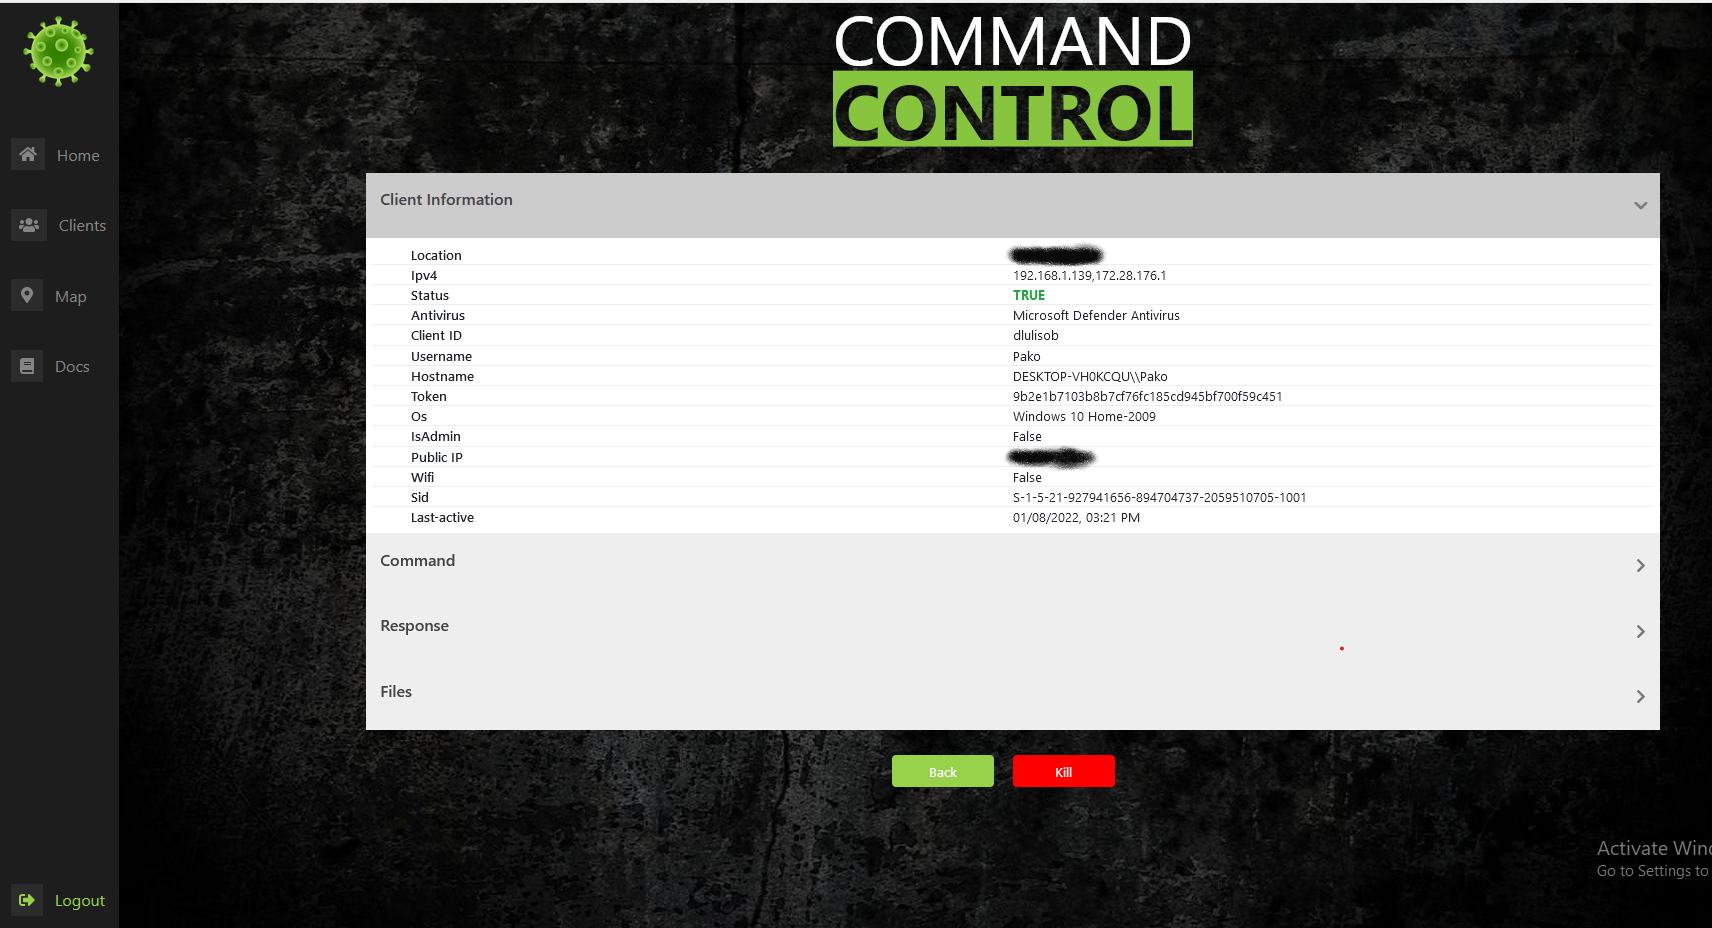 COMMAND
CONTROL
Home
Clients
Map
Docs
Logout
Client Information
Location
Ipv4 192.168.1.139,172.28.176.1
Status TRUE
Antivirus Microsoft Defender Antivirus
Client ID dlulisob
Username Pako
Hostname DESKTOP-VH0KCQU\\Pako
Token 9b2e1b7103b8b7cf76fc185cd945bf700f59c451
Os Windows 10 Home-2009
IsAdmin False
Public IP
Wifi False
Sid S-1-5-21-927941656-894704737-2059510705-1001
Last-active 01/08/2022, 03:21 PM
Command
Response
Files
Back Kill
Activate Wind
Go to Settings to